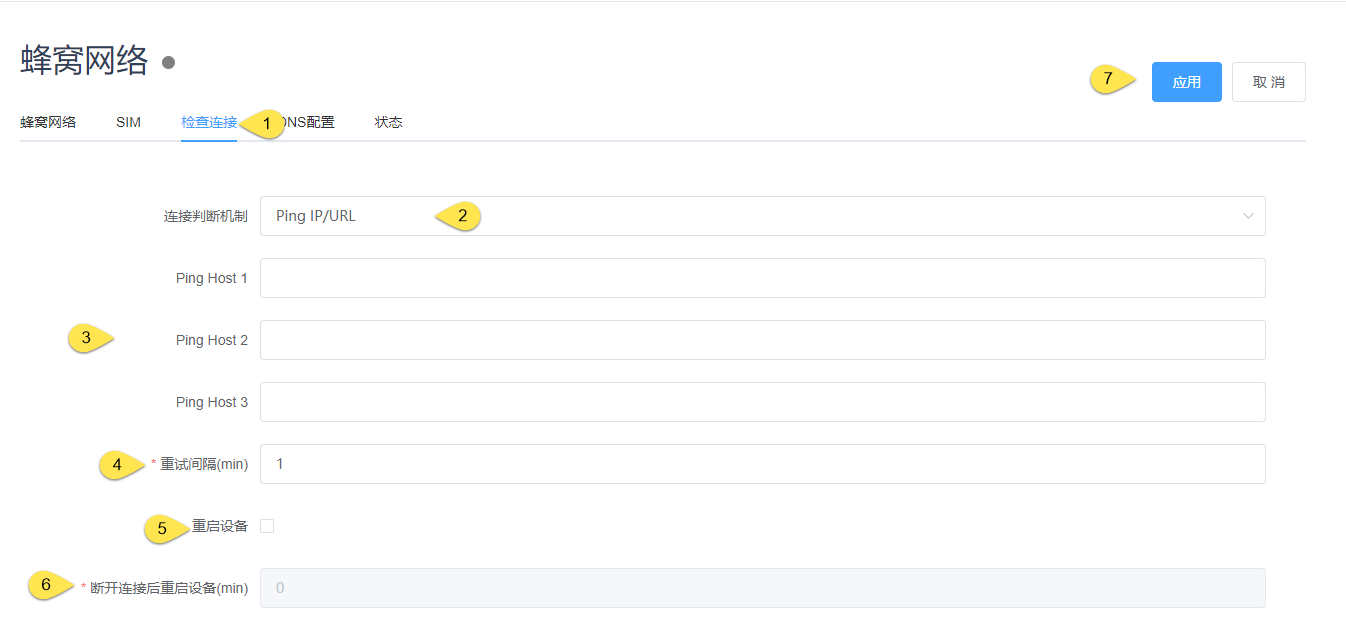 蜂窝网络
7
应用
取 消
蜂窝网络
SIM
检查连接
1
DNS配置
状态
连接判断机制
Ping IP/URL
2
Ping Host 1
3
Ping Host 2
Ping Host 3
4
* 重试间隔(min)
1
5
重启设备
6
* 断开连接后重启设备(min)
0